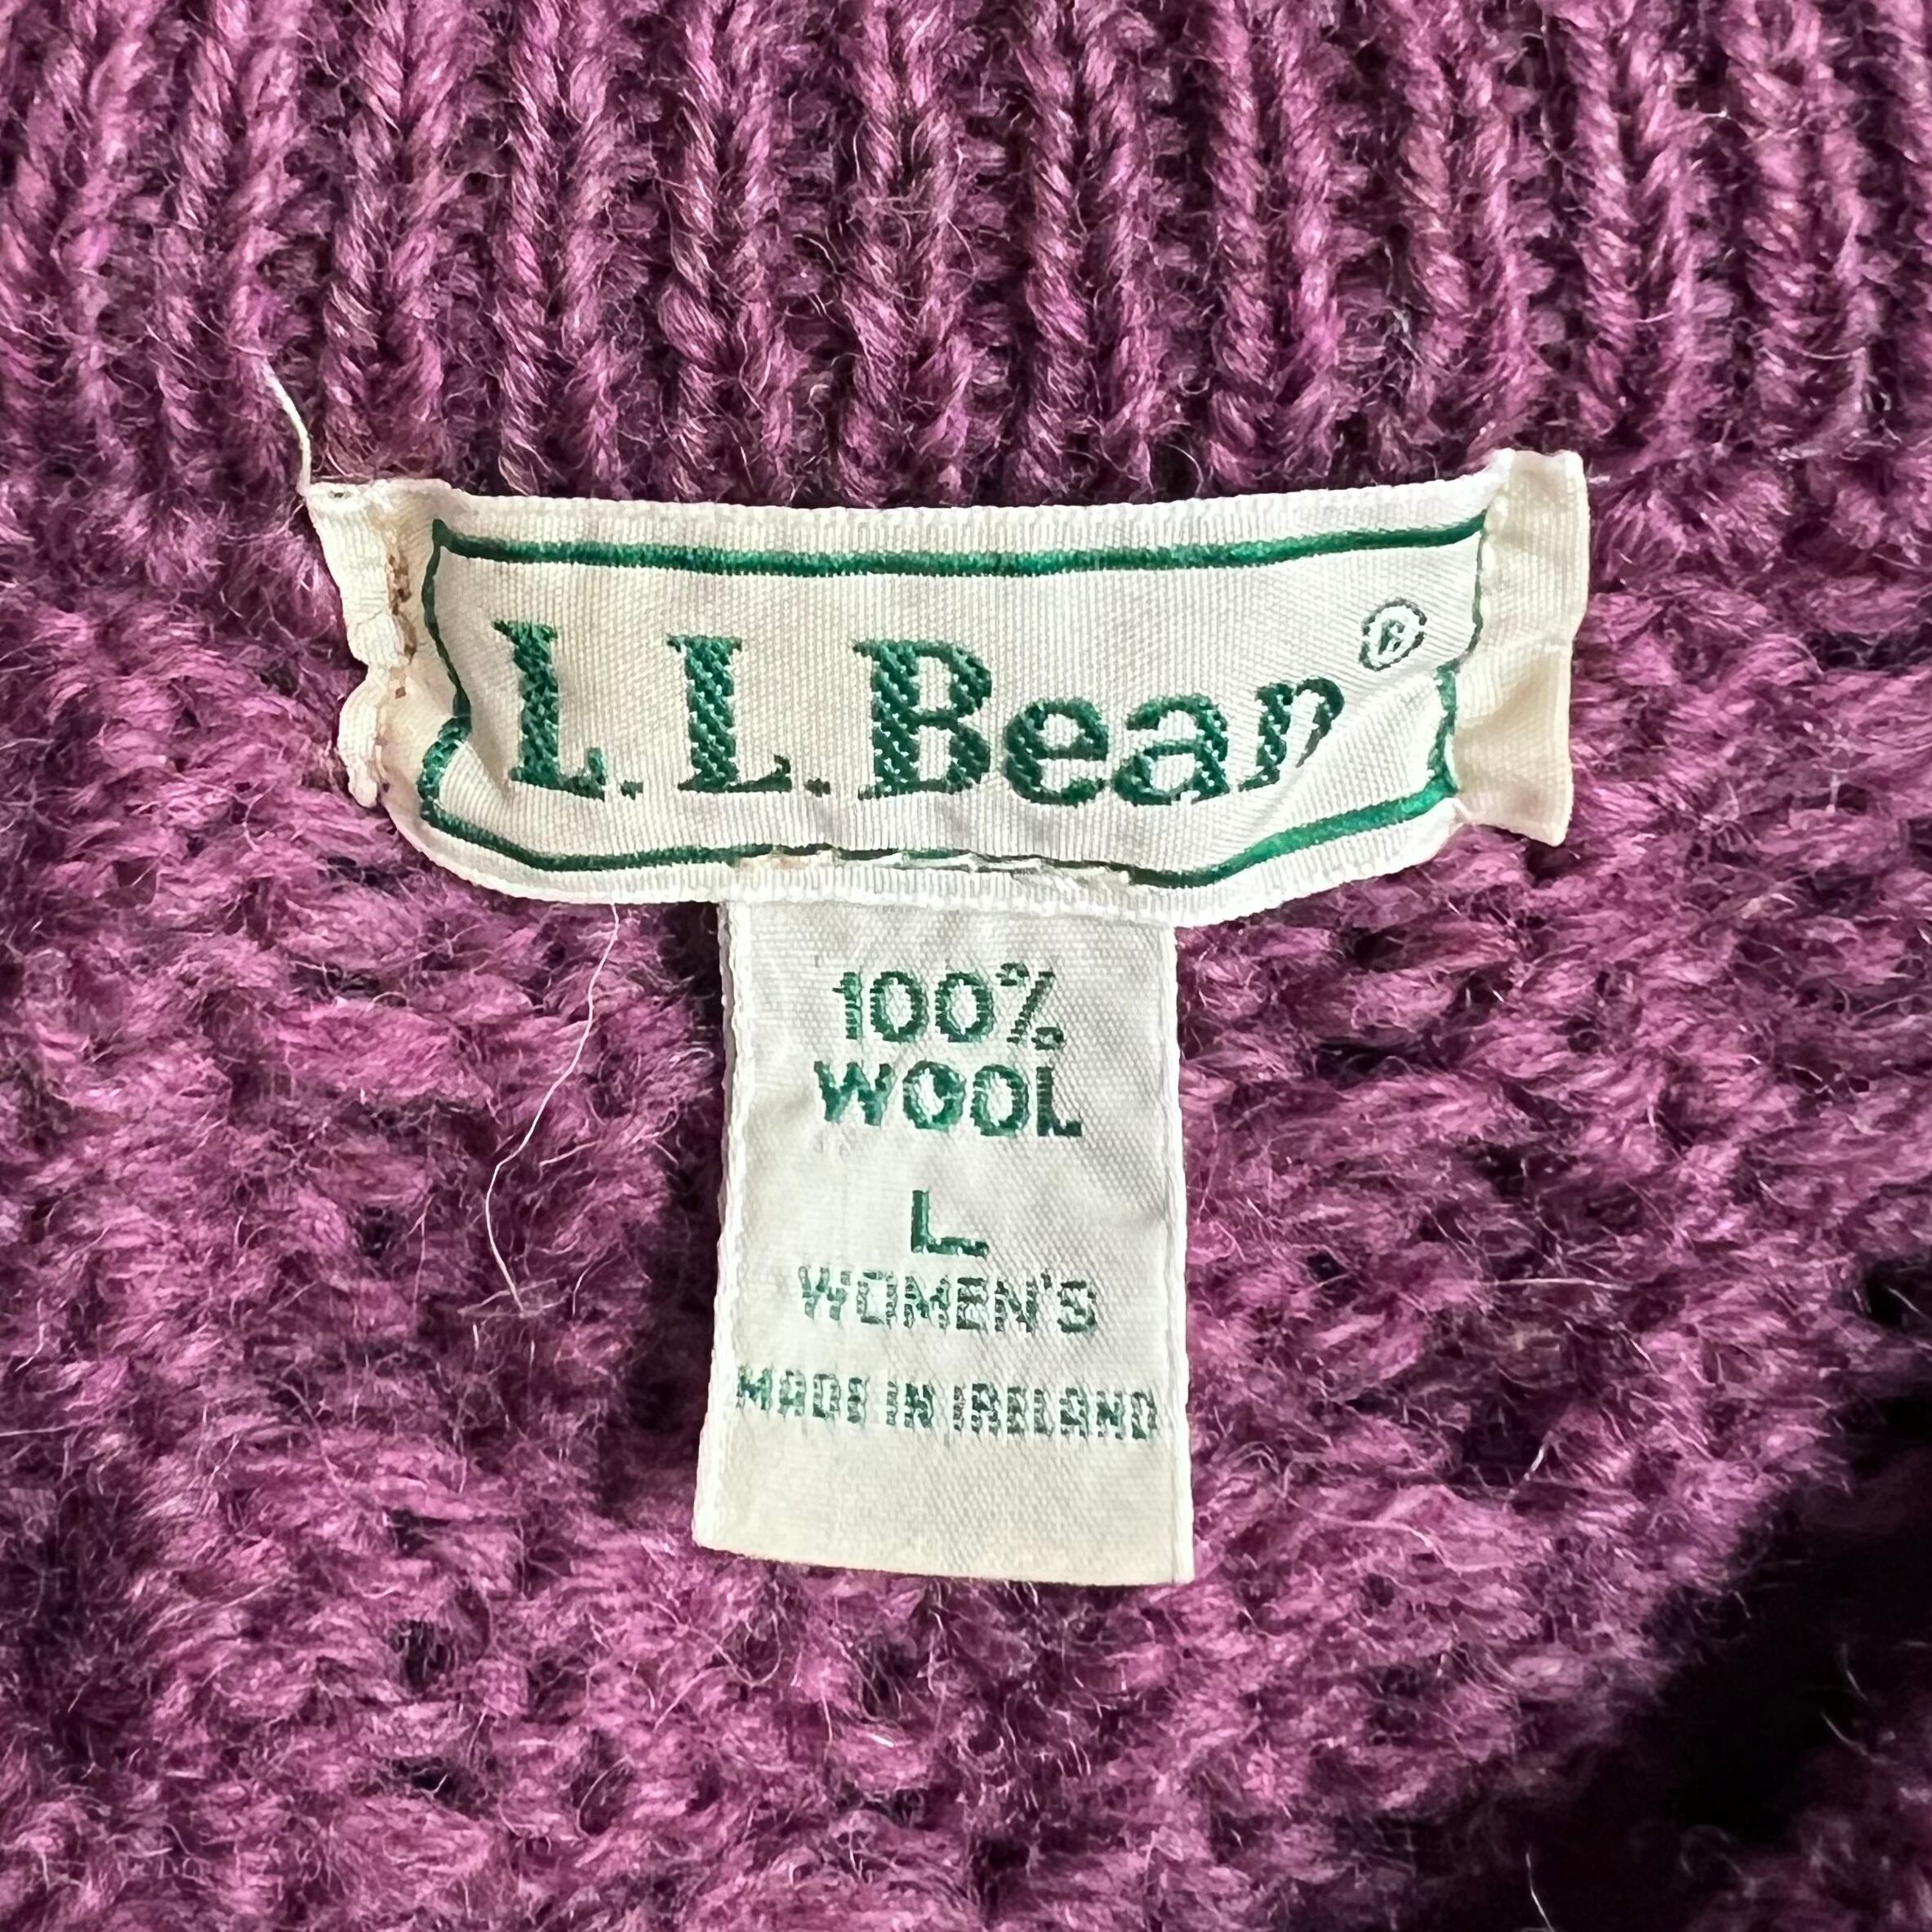 L.L.Bean®
100%
WOOL
L
WOMEN'S
MADE IN IRELAND